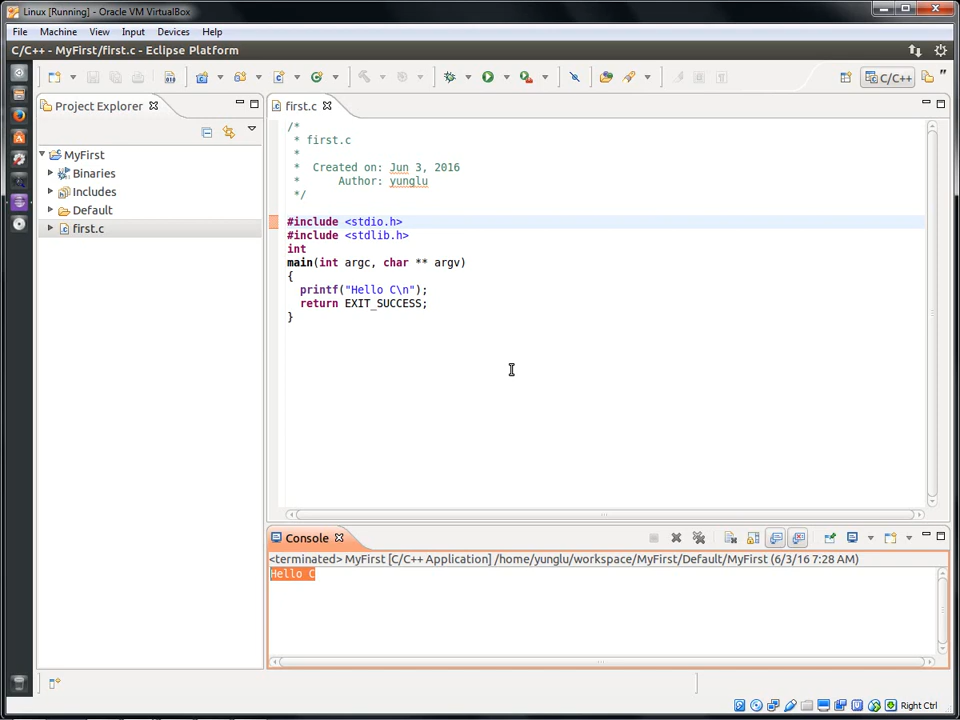 Linux [Running] - Oracle VM VirtualBox
File Machine View Input Devices Help
C/C++ - MyFirst/first.c - Eclipse Platform
C/C++
Project Explorer
MyFirst
Binaries
Includes
Default
first.c
first.c
/*
 * first.c
 *
 *  Created on: Jun 3, 2016
 *      Author: yunglu
 */
#include <stdio.h>
#include <stdlib.h>
int
main(int argc, char ** argv)
{
  printf("Hello C\n");
  return EXIT_SUCCESS;
}
Console
<terminated> MyFirst [C/C++ Application] /home/yunglu/workspace/MyFirst/Default/MyFirst (6/3/16 7:28 AM)
Hello C
Right Ctrl